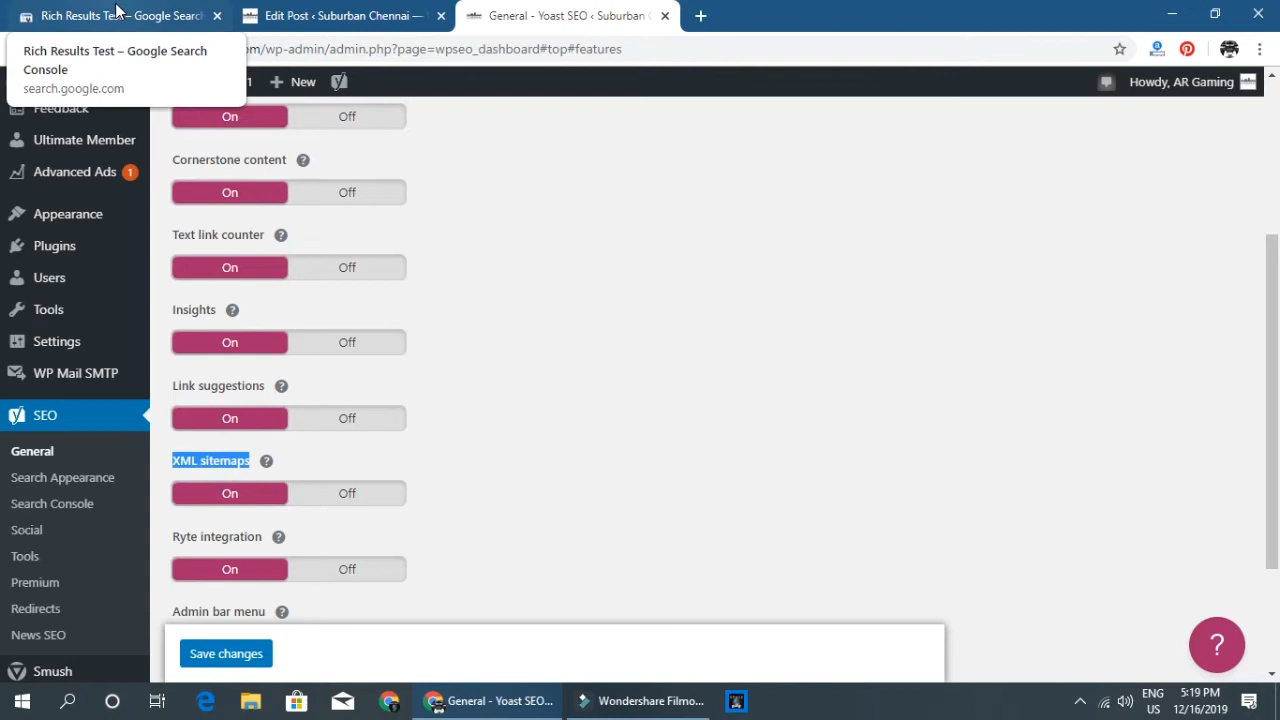 Rich Results Test – Google Search
Edit Post ‹ Suburban Chennai —
General - Yoast SEO ‹ Suburban
Rich Results Test – Google Search
Console
search.google.com
om/wp-admin/admin.php?page=wpseo_dashboard#top#features
1
New
Howdy, AR Gaming
Feedback
Ultimate Member
Advanced Ads 1
Appearance
Plugins
Users
Tools
Settings
WP Mail SMTP
SEO
General
Search Appearance
Search Console
Social
Tools
Premium
Redirects
News SEO
Smush
On Off
Cornerstone content ?
On Off
Text link counter ?
On Off
Insights ?
On Off
Link suggestions ?
On Off
XML sitemaps ?
On Off
Ryte integration ?
On Off
Admin bar menu ?
Save changes
?
General - Yoast SEO...
Wondershare Filmo...
ENG
US
5:19 PM
12/16/2019